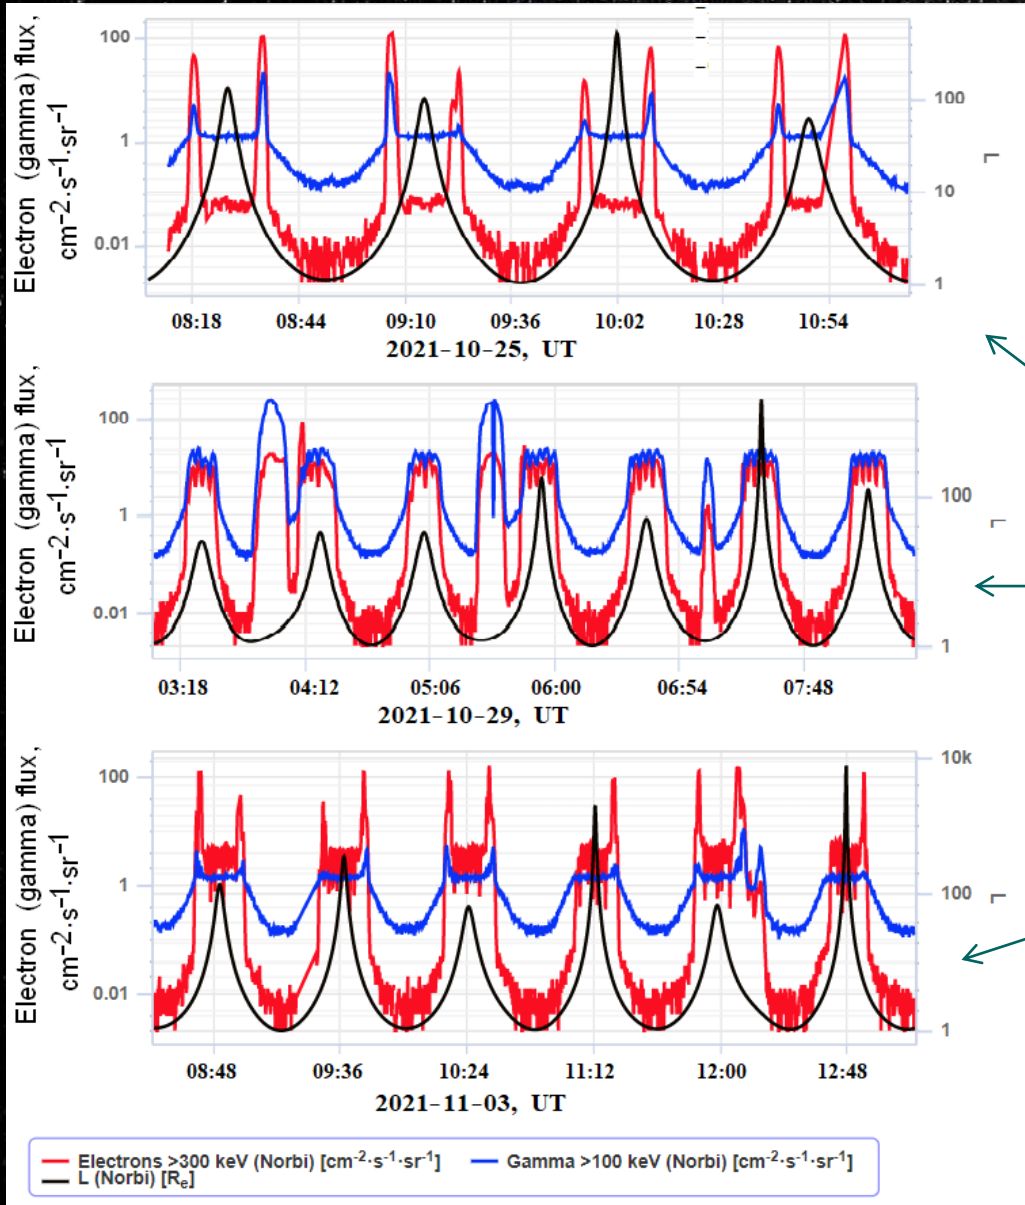 Electron ((gamma) flux,
cm-2·s-1·sr-1
100
1
0.01
100
10
1
L
08:18 08:44 09:10 09:36 10:02 10:28 10:54
2021-10-25, UT
Electron (gamma) flux,
cm-2·s-1·sr-1
100
1
0.01
100
1
L
03:18 04:12 05:06 06:00 06:54 07:48
2021-10-29, UT
Electron (gamma) flux,
cm-2·s-1·sr-1
100
1
0.01
10k
100
1
L
08:48 09:36 10:24 11:12 12:00 12:48
2021-11-03, UT
Electrons >300 keV (Norbi) [cm⁻²·s⁻¹·sr⁻¹] Gamma >100 keV (Norbi) [cm⁻²·s⁻¹·sr⁻¹]
L (Norbi) [Rₑ]